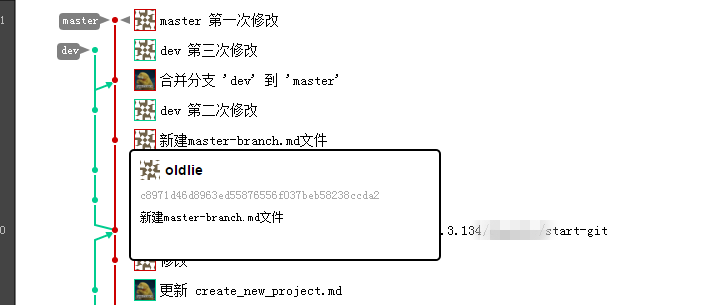 1
master master 第一次修改
dev dev 第三次修改
合并分支 'dev' 到 'master'
dev 第二次修改
新建master-branch.md文件
oldlie
c8971d46d8963ed55876556f037beb58238ccda2
新建master-branch.md文件
0 .3.134/ /start-git
修改
更新 create_new_project.md